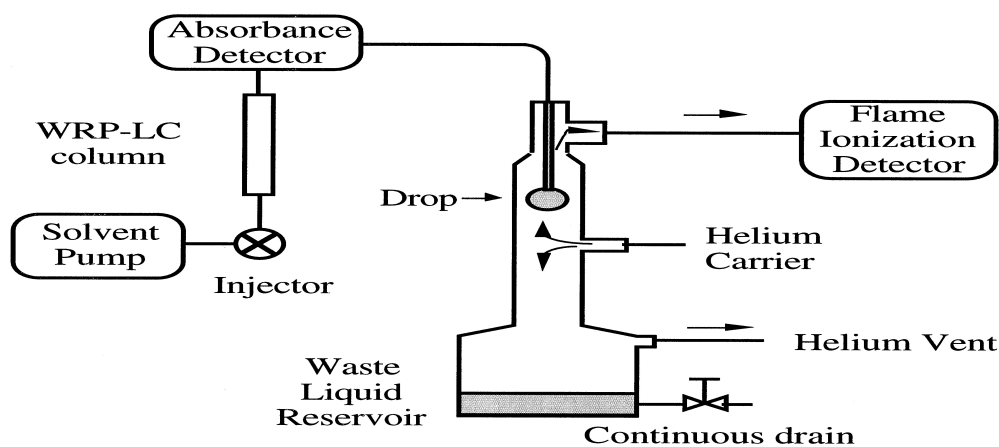 Absorbance
Detector
WRP-LC
column
Flame
Ionization
Detector
Drop
Solvent
Pump
Injector
Helium
Carrier
Helium Vent
Waste
Liquid
Reservoir
Continuous drain